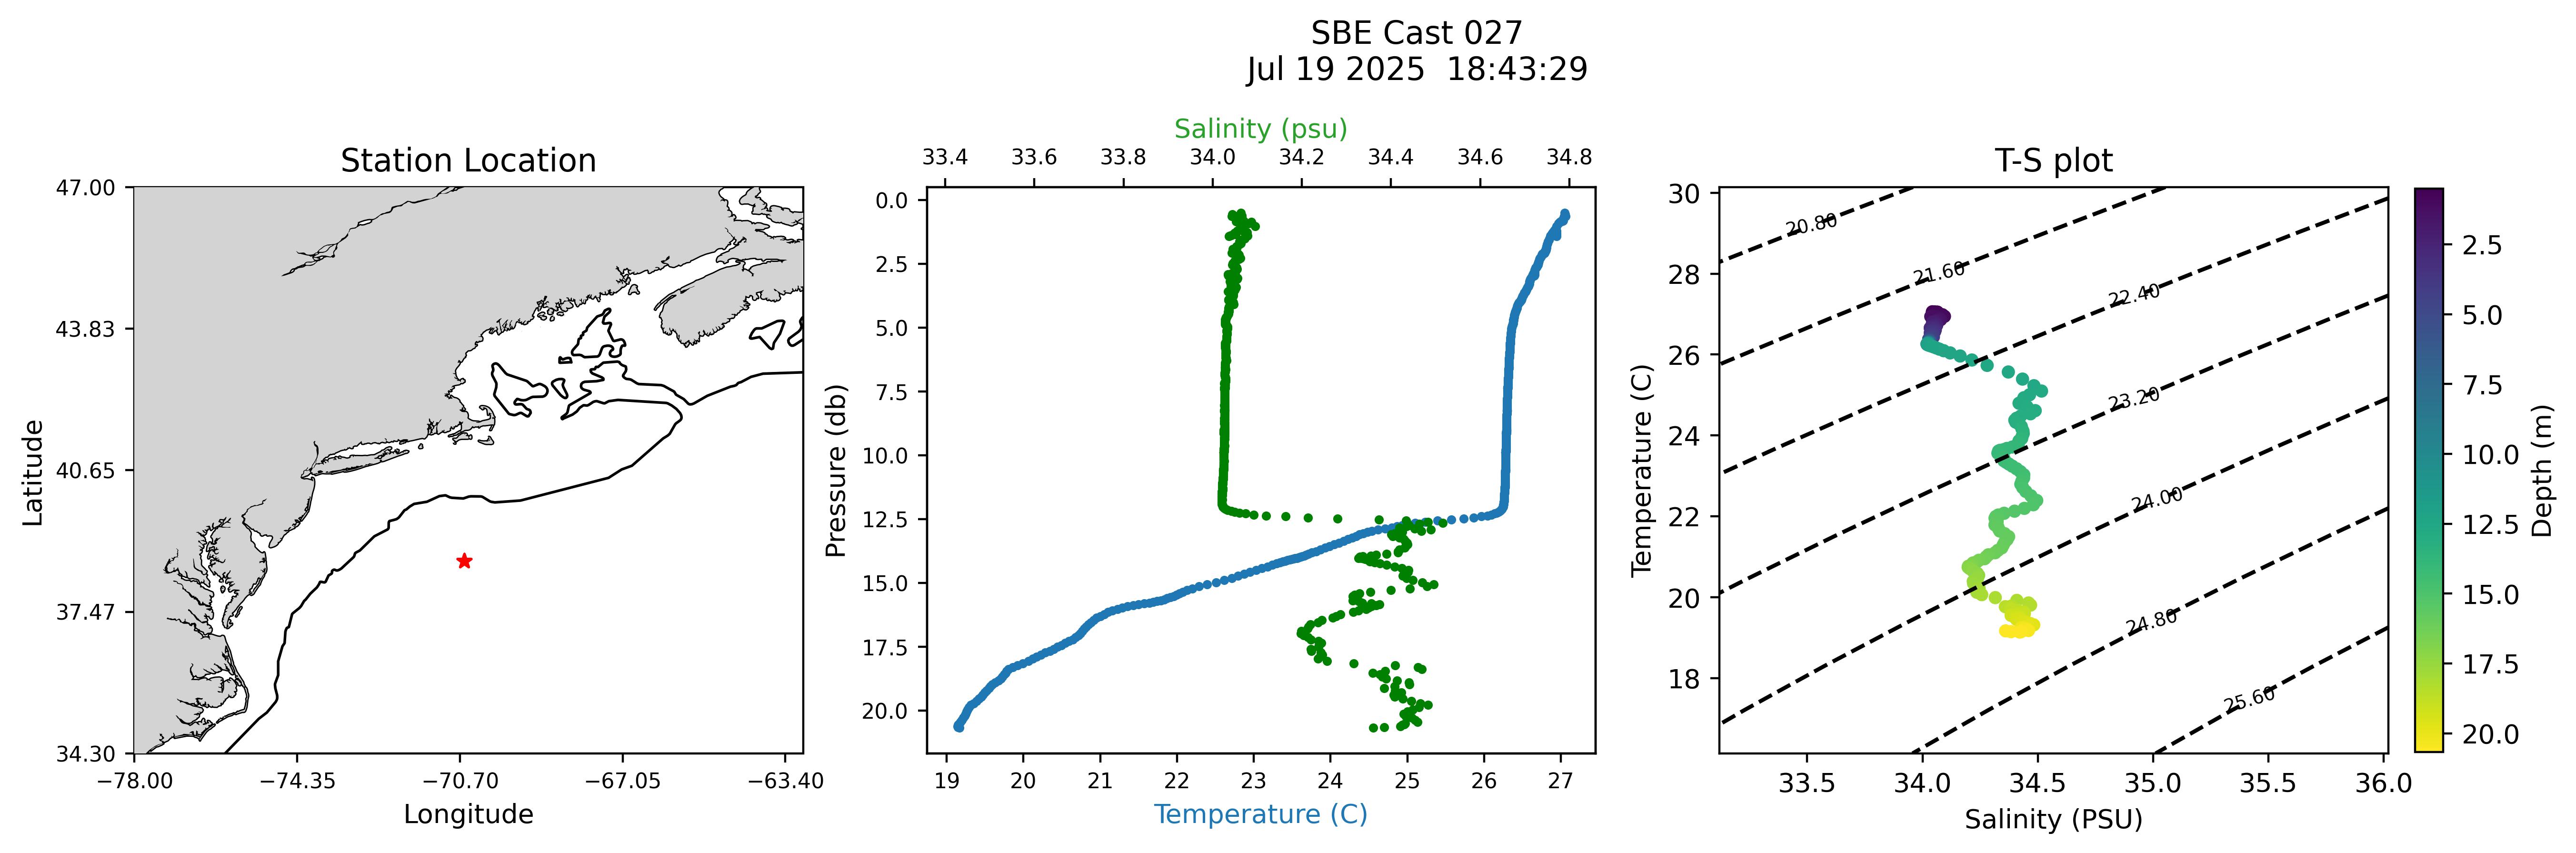 SBE Cast 027
Jul 19 2025  18:43:29
Station Location
47.00
43.83
40.65
37.47
34.30
Latitude
−78.00 −74.35 −70.70 −67.05 −63.40
Longitude
Salinity (psu)
33.4 33.6 33.8 34.0 34.2 34.4 34.6 34.8
0.0
2.5
5.0
7.5
10.0
12.5
15.0
17.5
20.0
Pressure (db)
19 20 21 22 23 24 25 26 27
Temperature (C)
T-S plot
30
28
26
24
22
20
18
Temperature (C)
20.80
21.60
22.40
23.20
24.00
24.80
25.60
33.5 34.0 34.5 35.0 35.5 36.0
Salinity (PSU)
2.5
5.0
7.5
10.0
12.5
15.0
17.5
20.0
Depth (m)